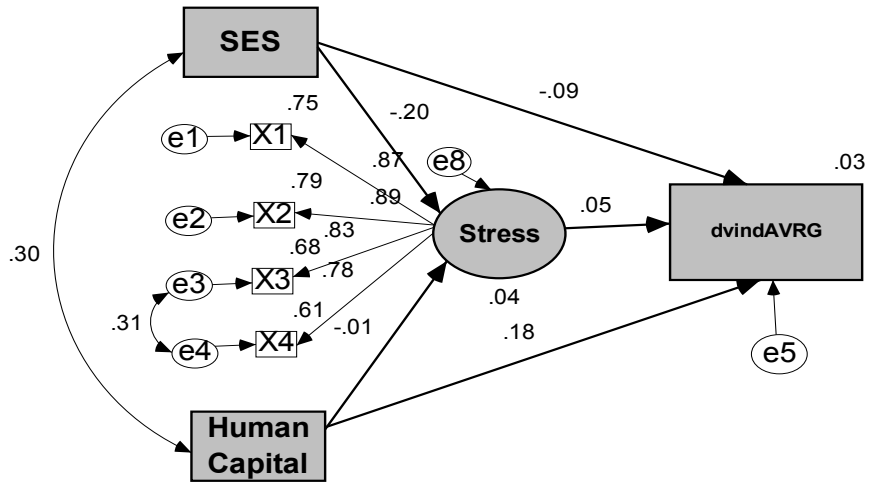 SES
-.09
.75
-.20
e1
X1
.87
e8
.03
.79
.89
e2
X2
.83
Stress
.05
dvindAVRG
.30
.68
.78
e3
X3
.04
.31
.61
-.01
.18
e4
X4
e5
Human
Capital